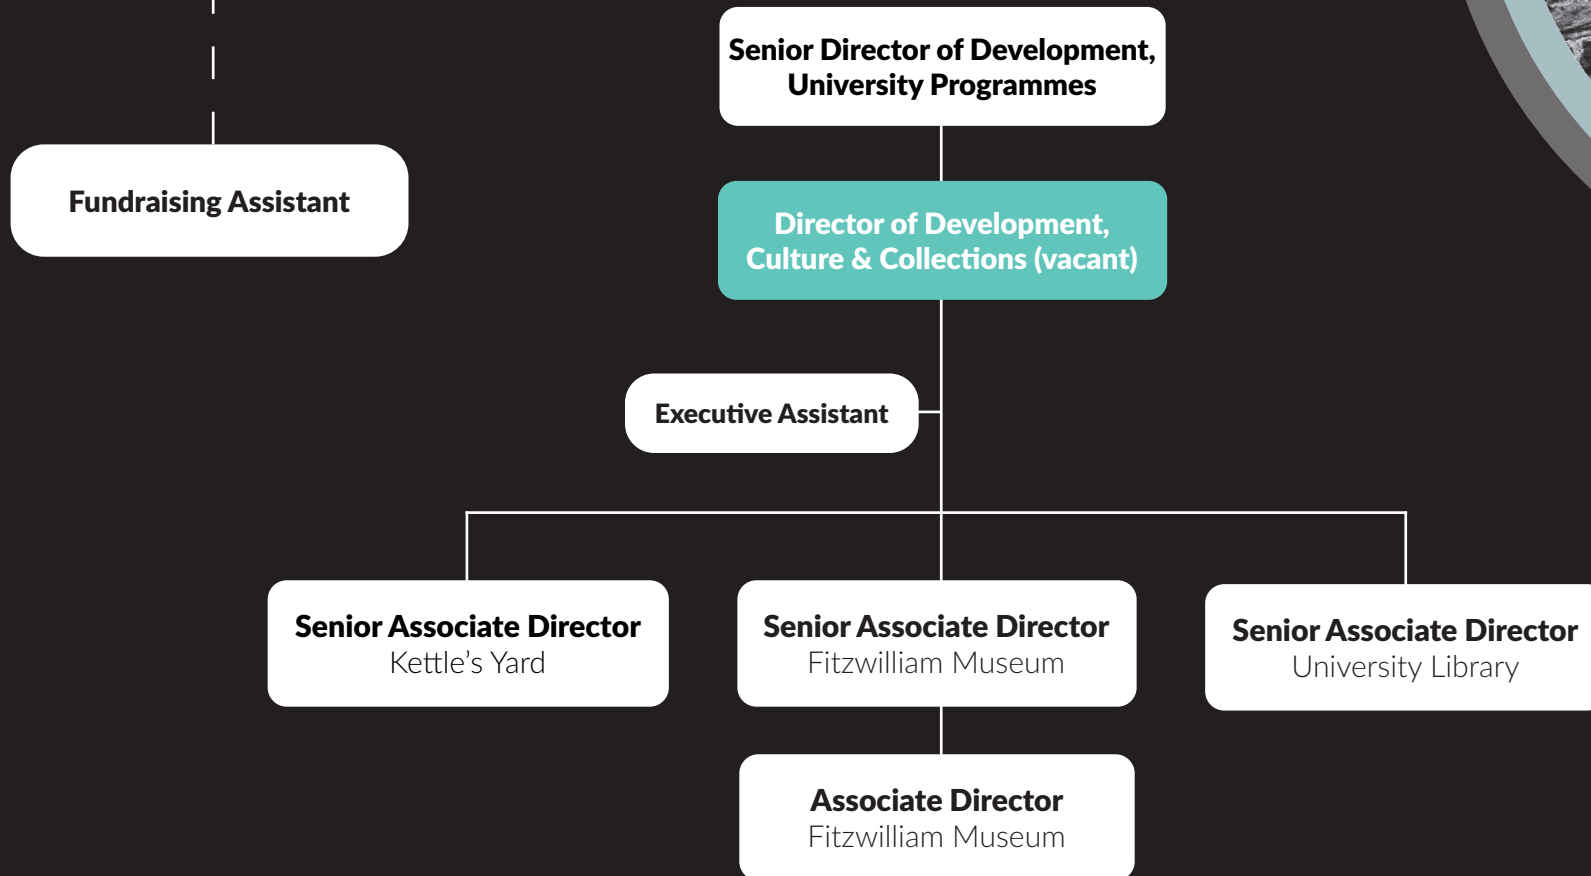 Senior Director of Development,
University Programmes
Fundraising Assistant
Director of Development,
Culture & Collections (vacant)
Executive Assistant
Senior Associate Director
Kettle’s Yard
Senior Associate Director
Fitzwilliam Museum
Senior Associate Director
University Library
Associate Director
Fitzwilliam Museum